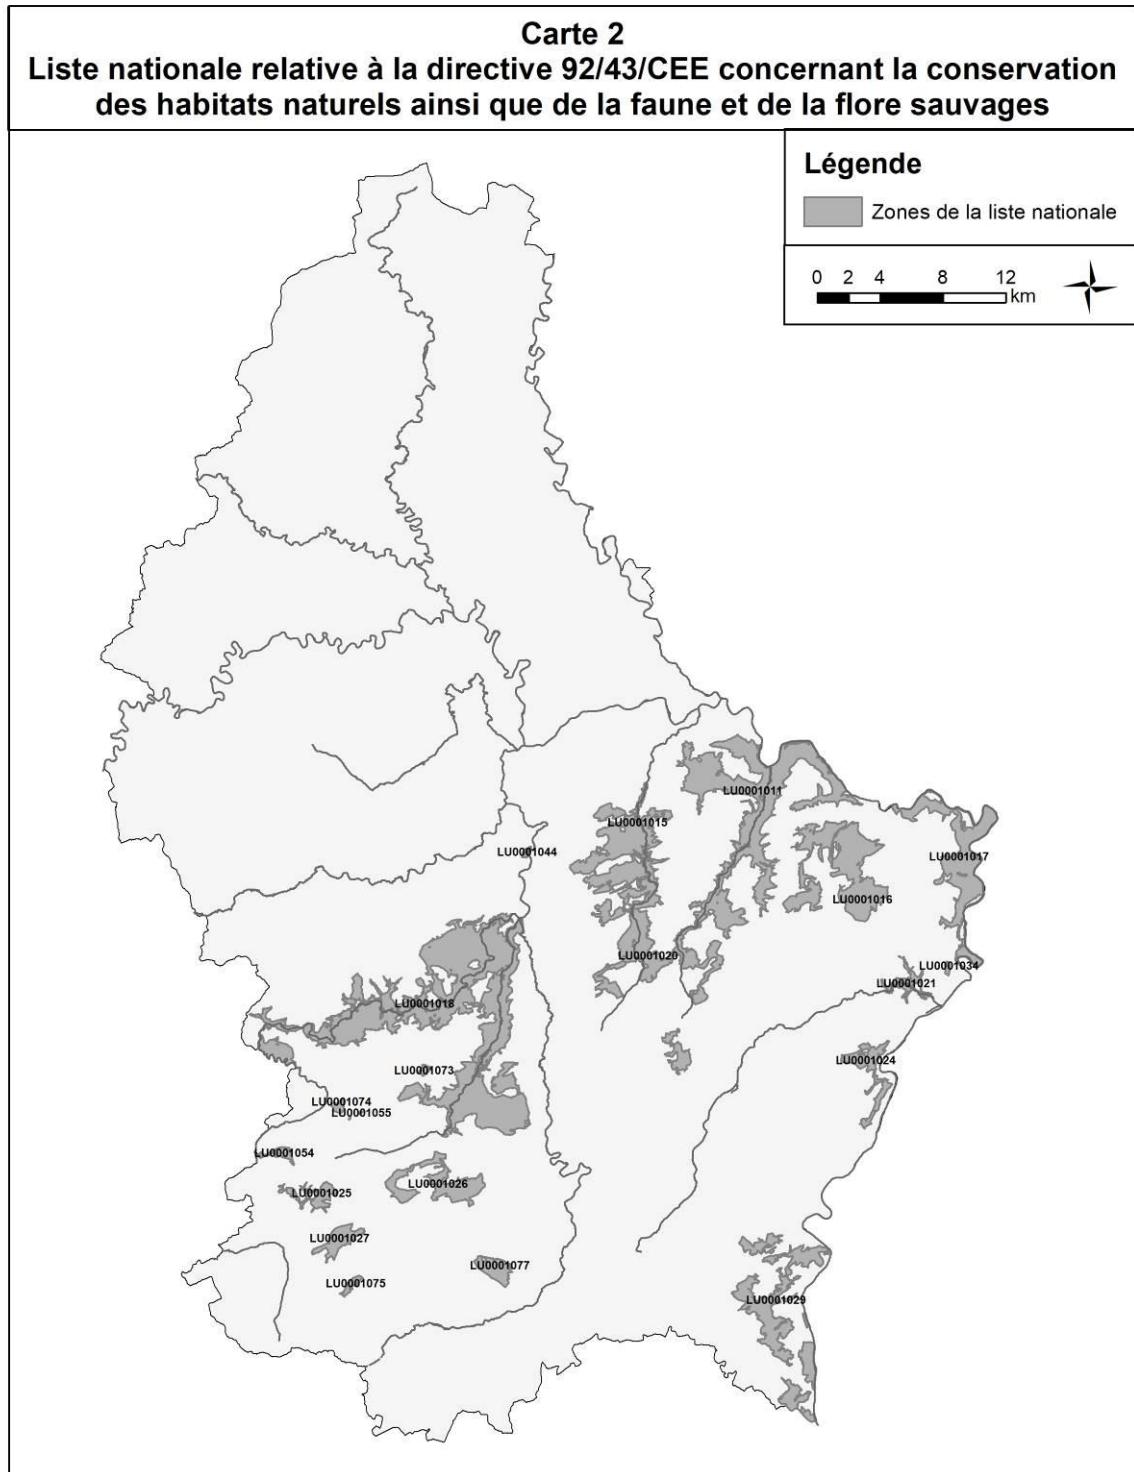 Carte 2
Liste nationale relative à la directive 92/43/CEE concernant la conservation
des habitats naturels ainsi que de la faune et de la flore sauvages
Légende
Zones de la liste nationale
0 2 4 8 12
km
LU0001011
LU0001015
LU0001044
LU0001017
LU0001016
LU0001020
LU0001034
LU0001021
LU0001018
LU0001024
LU0001073
LU0001074
LU0001055
LU0001054
LU0001026
LU0001025
LU0001027
LU0001077
LU0001075
LU0001029